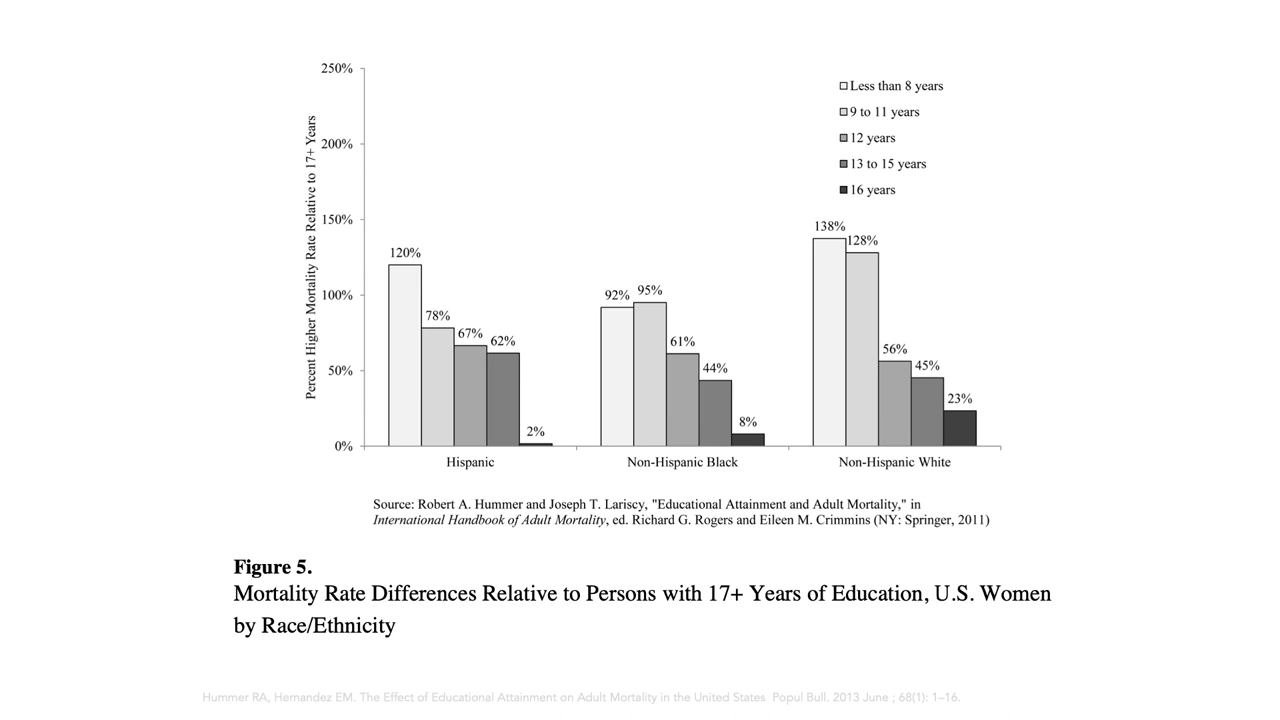 250%
200%
150%
100%
50%
0%
Percent Higher Mortality Rate Relative to 17+ Years
Less than 8 years
9 to 11 years
12 years
13 to 15 years
16 years
120%
78%
67%
62%
2%
92%
95%
61%
44%
8%
138%
128%
56%
45%
23%
Hispanic
Non-Hispanic Black
Non-Hispanic White
Source: Robert A. Hummer and Joseph T. Lariscy, "Educational Attainment and Adult Mortality," in
International Handbook of Adult Mortality, ed. Richard G. Rogers and Eileen M. Crimmins (NY: Springer, 2011)
Figure 5.
Mortality Rate Differences Relative to Persons with 17+ Years of Education, U.S. Women
by Race/Ethnicity
Hummer RA, Hernandez EM. The Effect of Educational Attainment on Adult Mortality in the United States Popul Bull. 2013 June ; 68(1): 1–16.